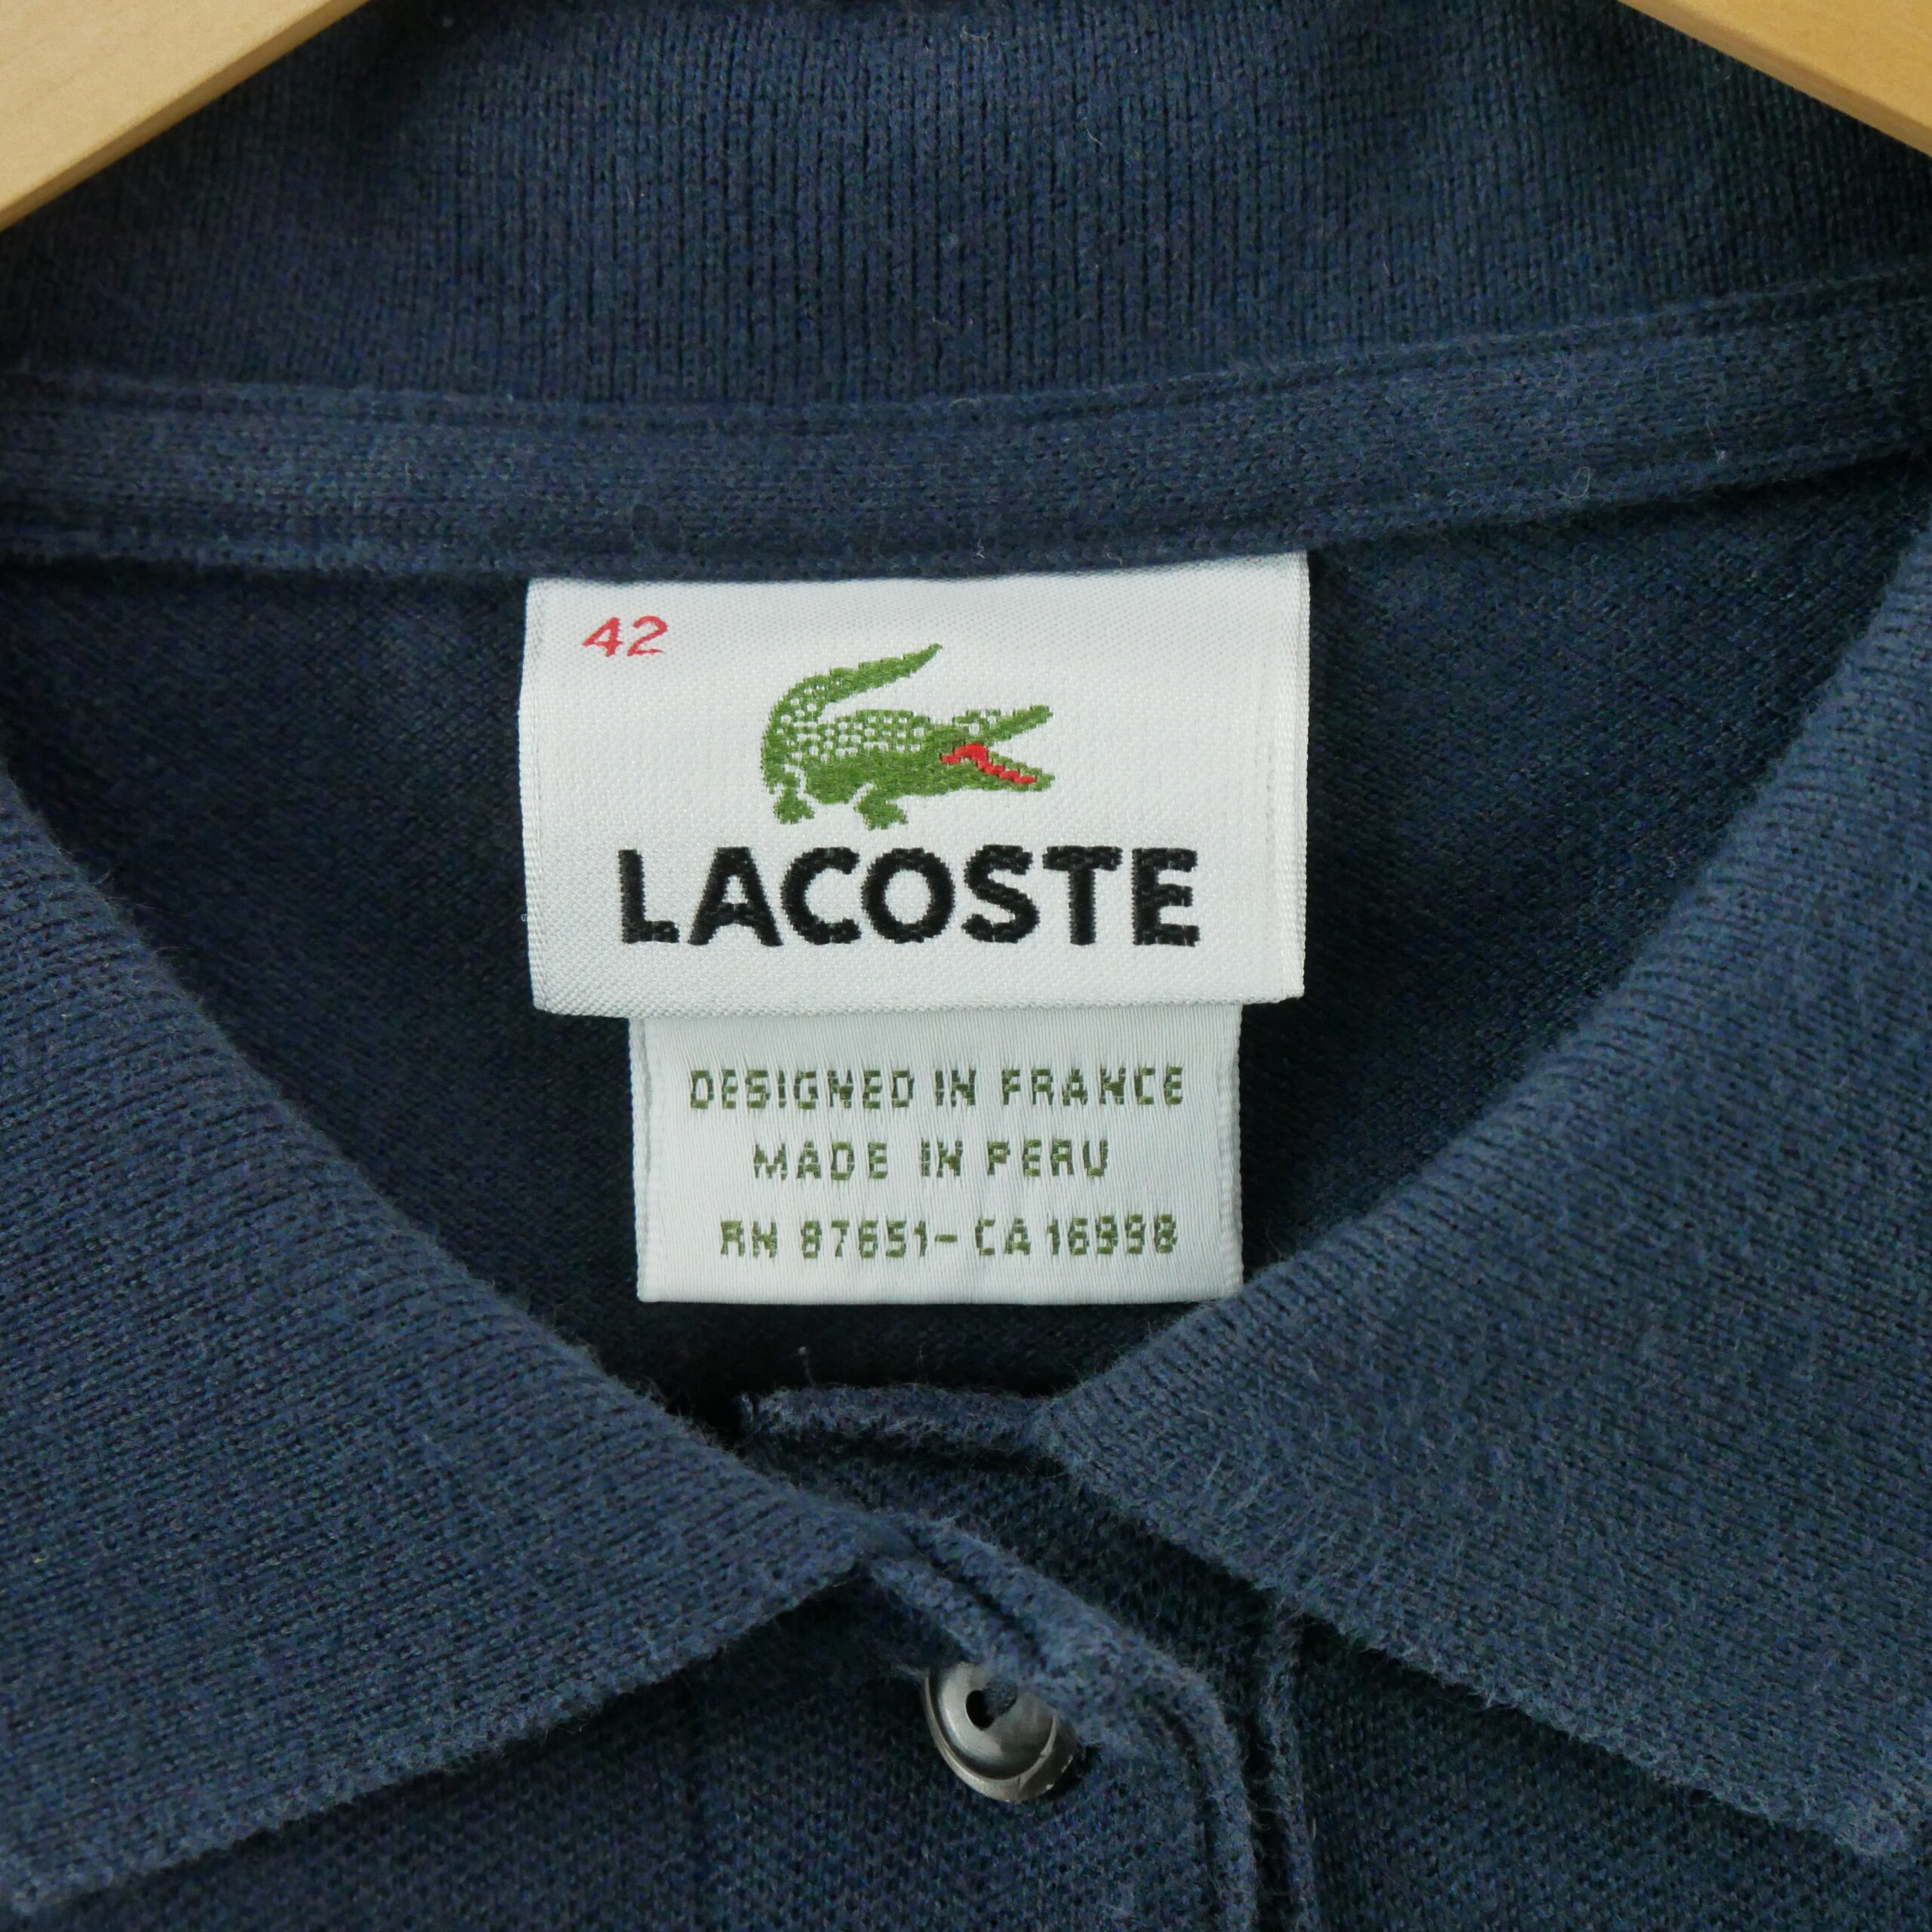 42
LACOSTE
DESIGNED IN FRANCE
MADE IN PERU
RN 87651-CA 16998